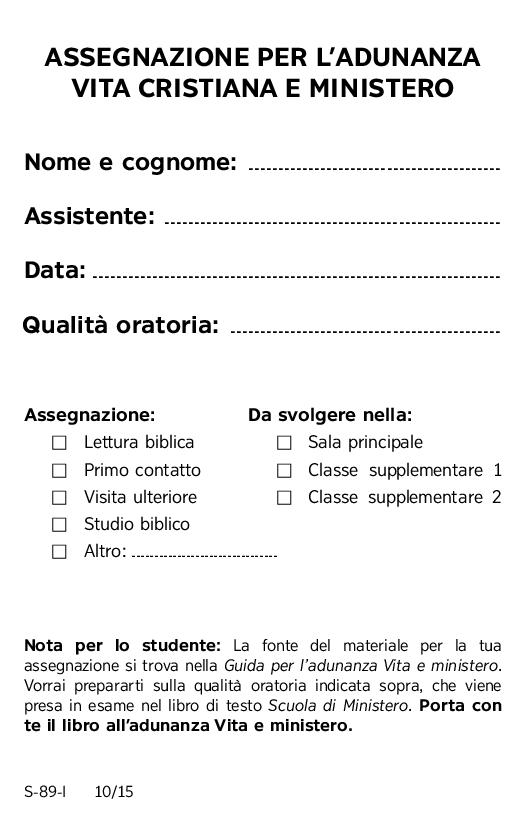 ASSEGNAZIONE PER L'ADUNANZA
VITA CRISTIANA E MINISTERO
Nome e cognome:
Assistente:
Data:
Qualità oratoria:
Assegnazione:
☐ Lettura biblica
☐ Primo contatto
☐ Visita ulteriore
☐ Studio biblico
☐ Altro:
Da svolgere nella:
☐ Sala principale
☐ Classe supplementare 1
☐ Classe supplementare 2
Nota per lo studente: La fonte del materiale per la tua
assegnazione si trova nella Guida per l'adunanza Vita e ministero.
Vorrai prepararti sulla qualità oratoria indicata sopra, che viene
presa in esame nel libro di testo Scuola di Ministero. Porta con
te il libro all'adunanza Vita e ministero.
S-89-I 10/15